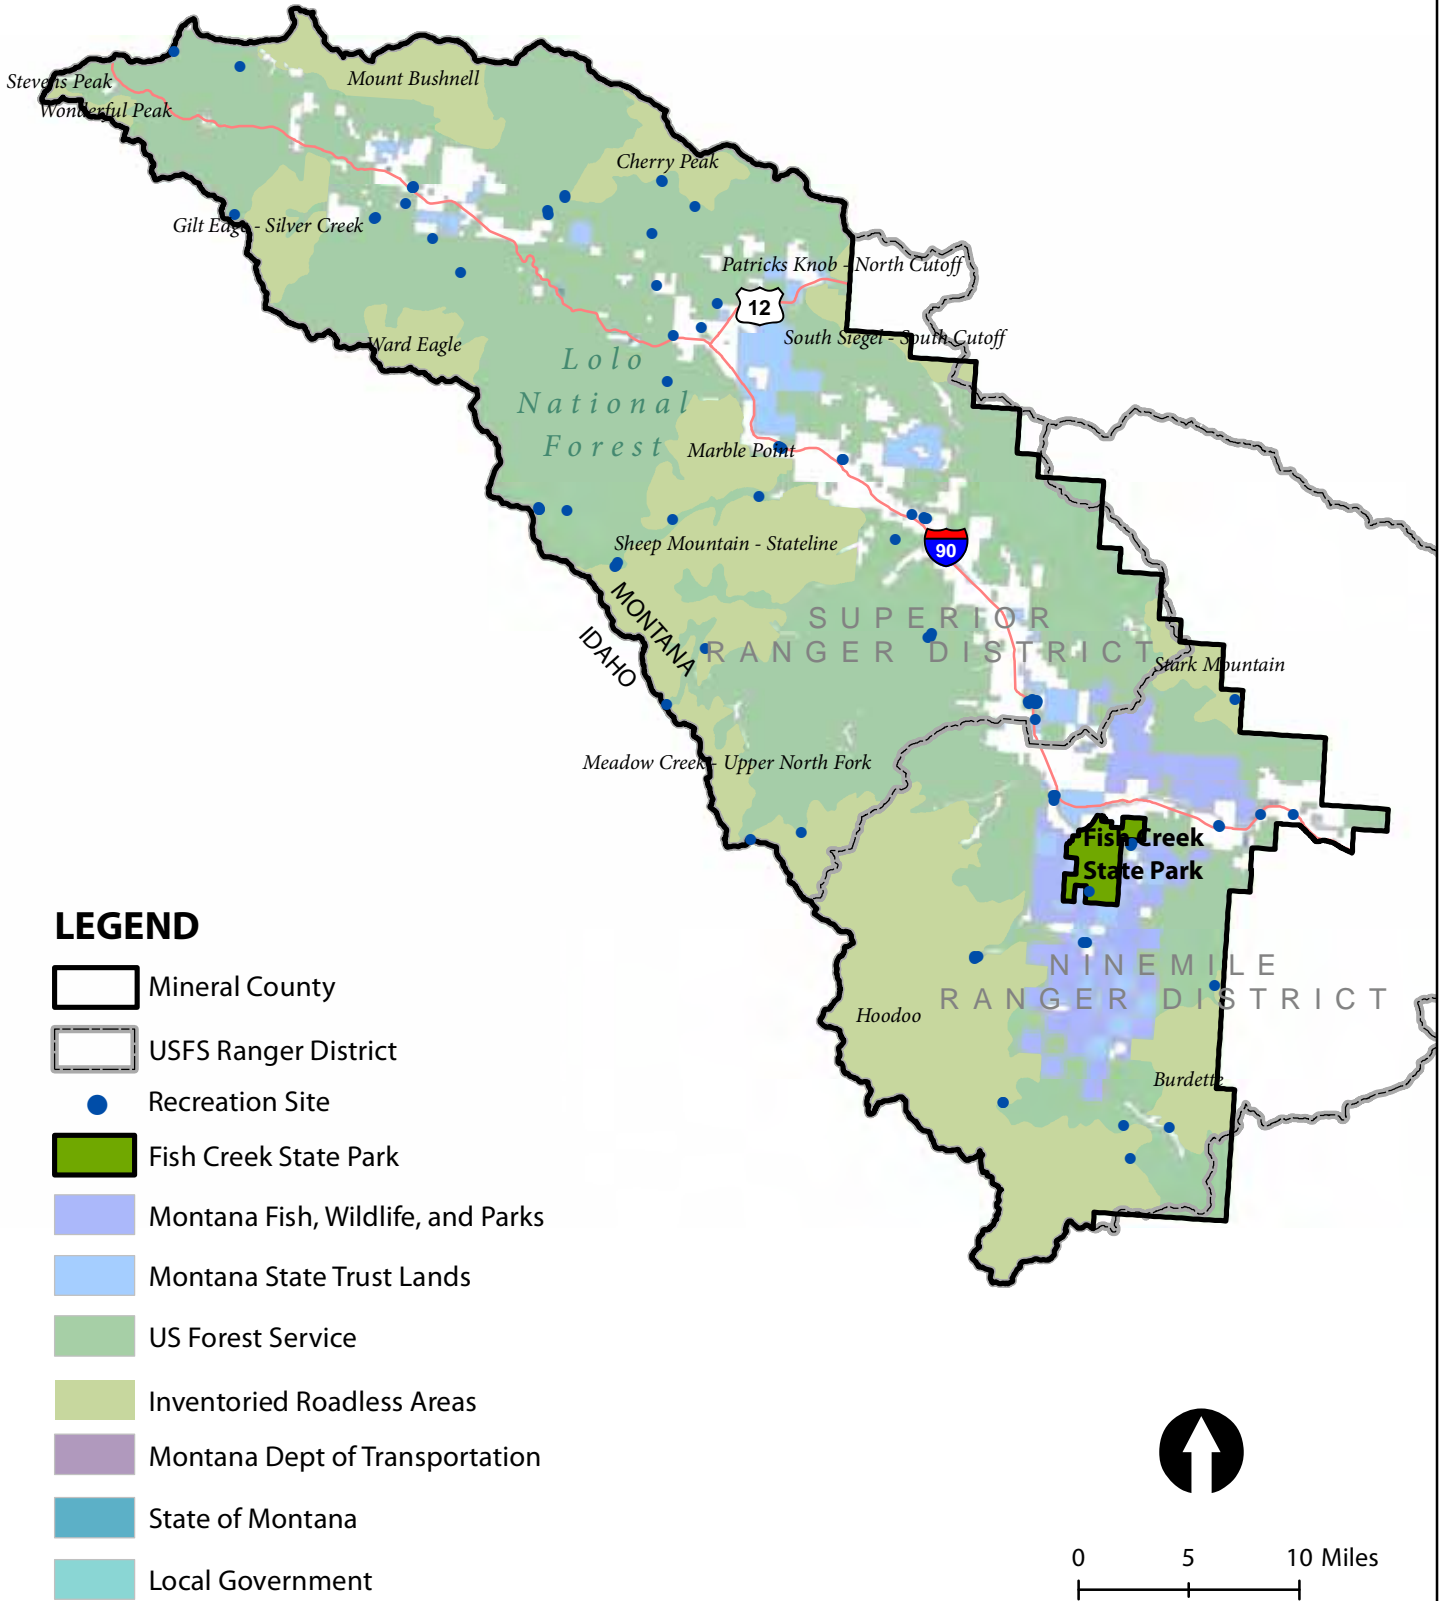 Stevens Peak
Mount Bushnell
Wonderful Peak
Cherry Peak
Gilt Edge - Silver Creek
Patricks Knob - North Cutoff
12
South Siegel - South Cutoff
Ward Eagle
Lolo
National
Forest
Marble Point
Sheep Mountain - Stateline
90
MONTANA
IDAHO
SUPERIOR
RANGER DISTRICT
Stark Mountain
Meadow Creek - Upper North Fork
Fish Creek
State Park
NINEMILE
RANGER DISTRICT
Hoodoo
Burdette
LEGEND
Mineral County
USFS Ranger District
Recreation Site
Fish Creek State Park
Montana Fish, Wildlife, and Parks
Montana State Trust Lands
US Forest Service
Inventoried Roadless Areas
Montana Dept of Transportation
State of Montana
Local Government
0 5 10 Miles